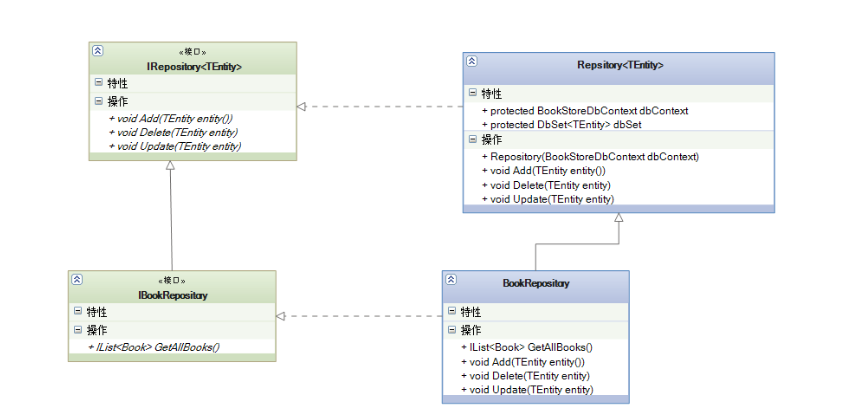 «接口»
IRepository<TEntity>
特性
操作
+ void Add(TEntity entity())
+ void Delete(TEntity entity)
+ void Update(TEntity entity)
Repsitory<TEntity>
特性
+ protected BookStoreDbContext dbContext
+ protected DbSet<TEntity> dbSet
操作
+ Repository(BookStoreDbContext dbContext)
+ void Add(TEntity entity())
+ void Delete(TEntity entity)
+ void Update(TEntity entity)
«接口»
IBookRepository
特性
操作
+ IList<Book> GetAllBooks()
BookRepository
特性
操作
+ IList<Book> GetAllBooks()
+ void Add(TEntity entity())
+ void Delete(TEntity entity)
+ void Update(TEntity entity)